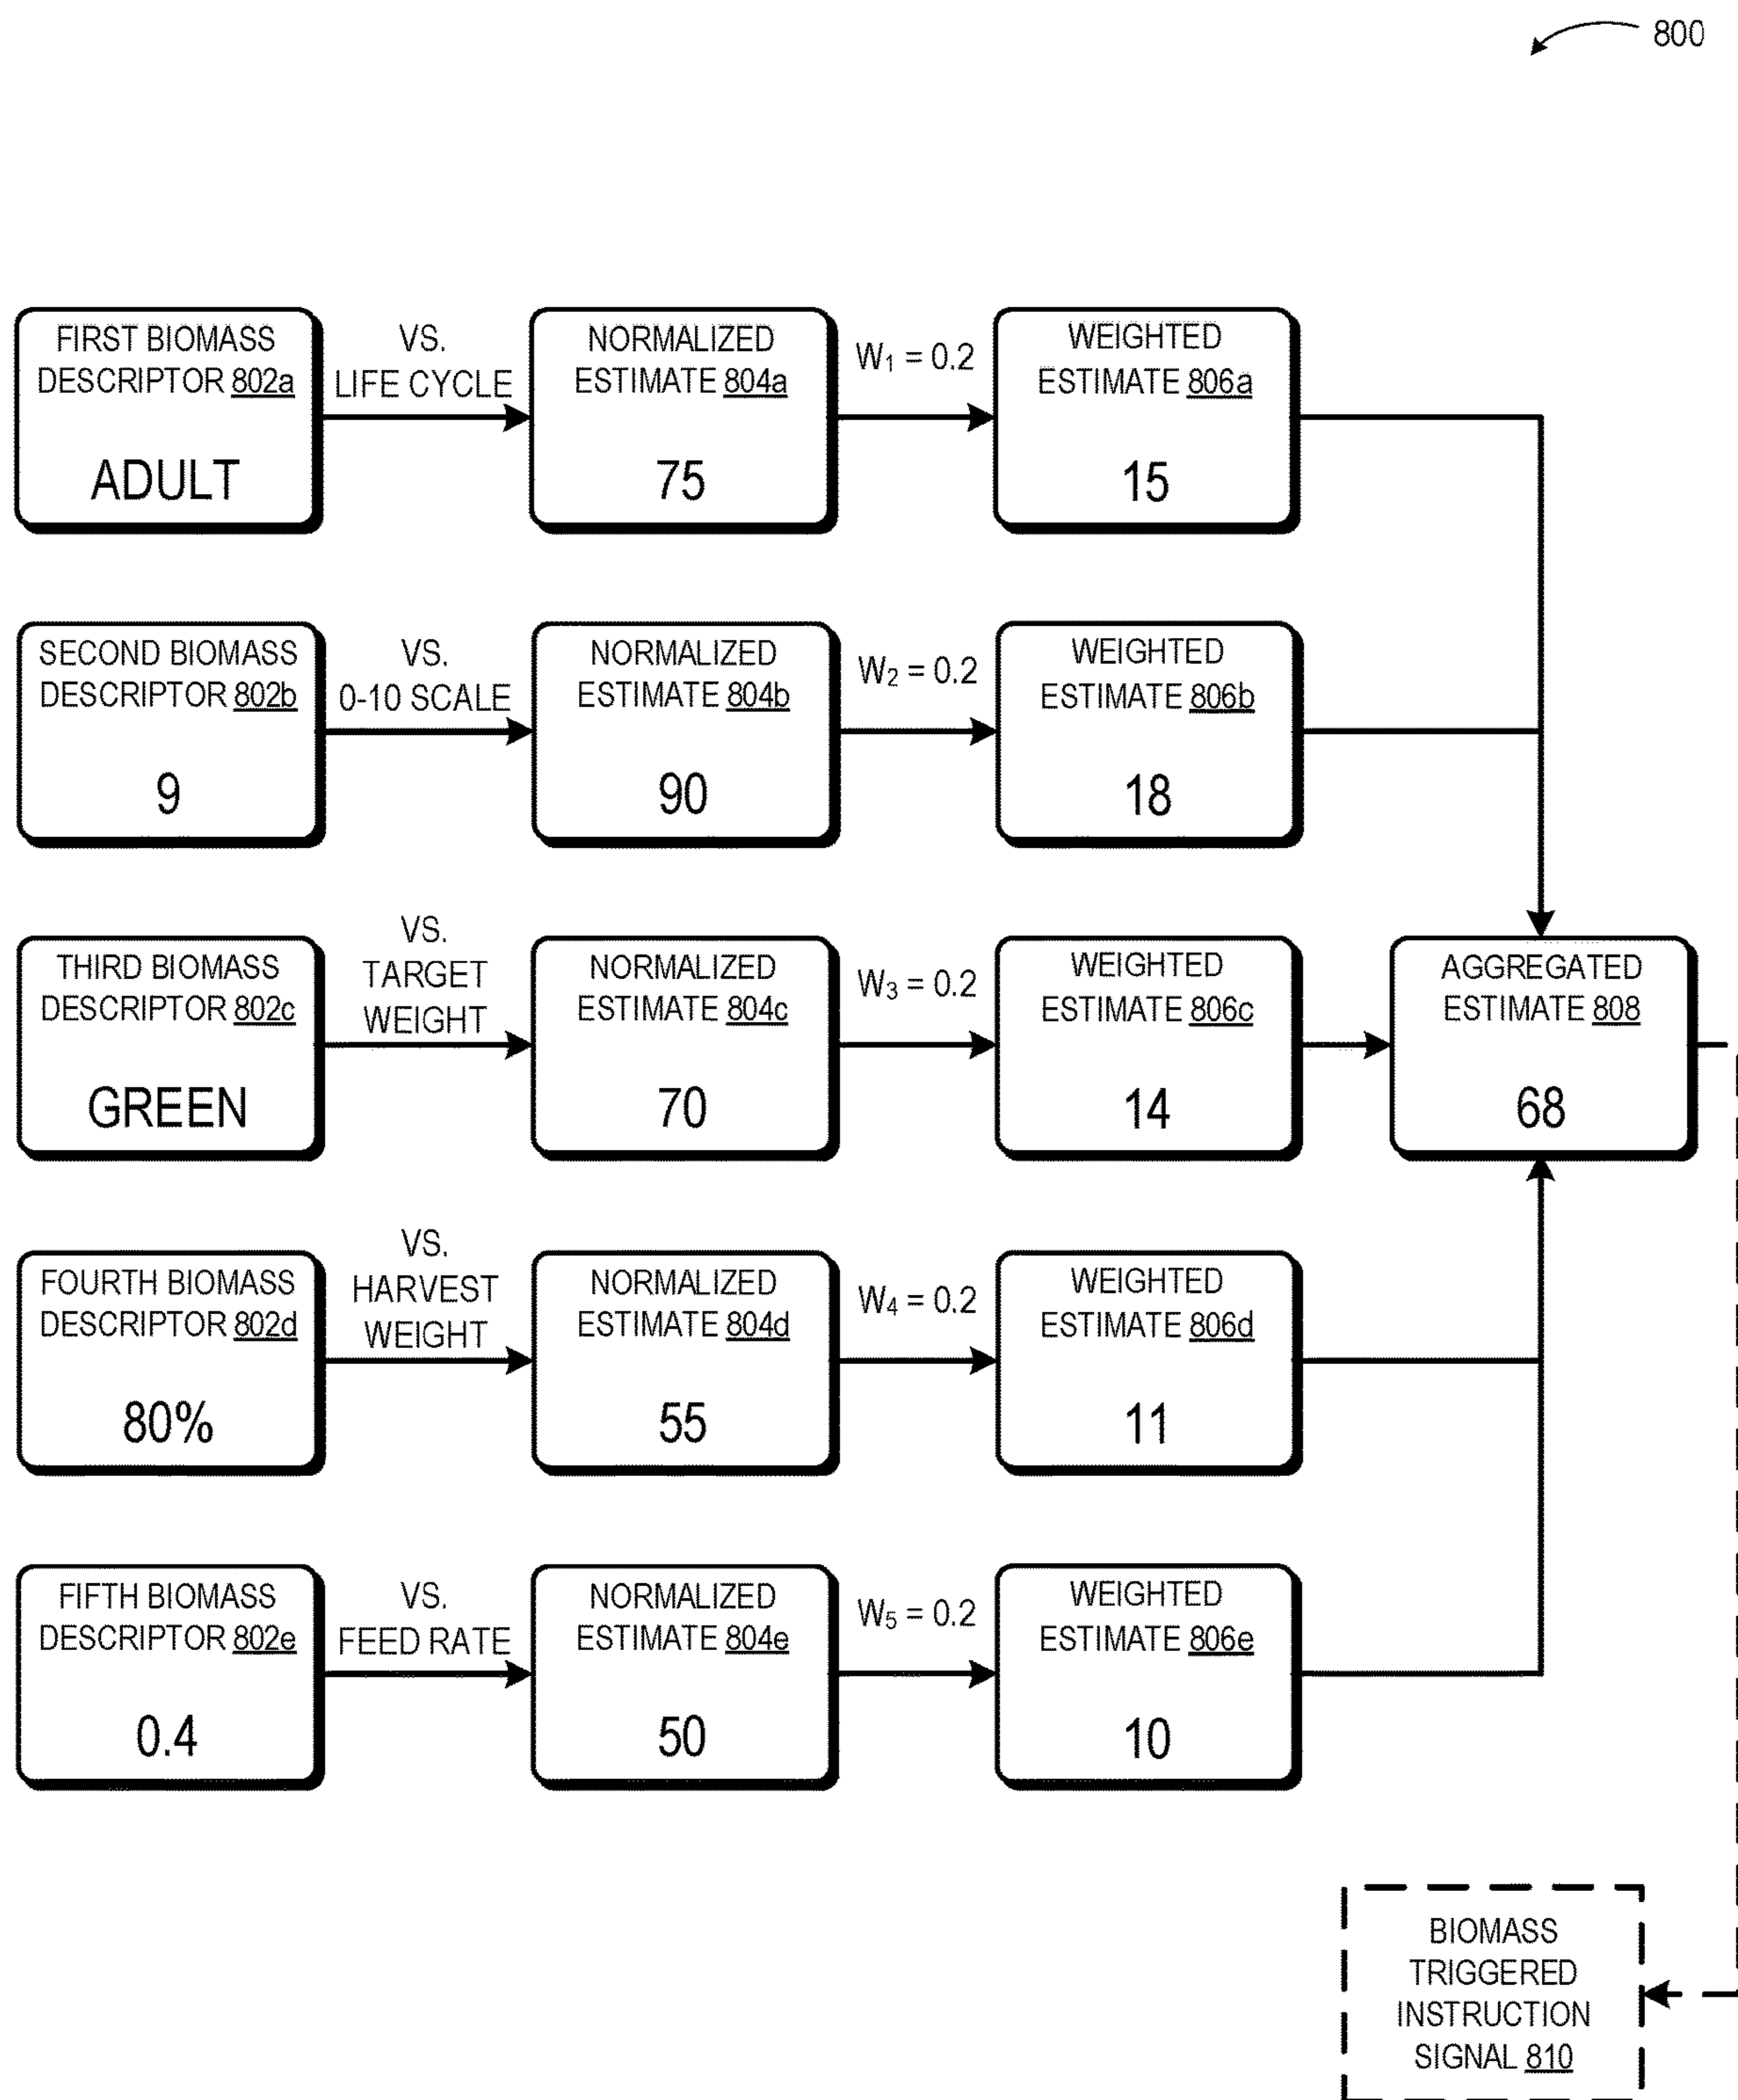 800
FIRST BIOMASS
DESCRIPTOR 802a
ADULT
VS.
LIFE CYCLE
NORMALIZED
ESTIMATE 804a
75
W₁ = 0.2
WEIGHTED
ESTIMATE 806a
15
SECOND BIOMASS
DESCRIPTOR 802b
9
VS.
0-10 SCALE
NORMALIZED
ESTIMATE 804b
90
W₂ = 0.2
WEIGHTED
ESTIMATE 806b
18
THIRD BIOMASS
DESCRIPTOR 802c
GREEN
VS.
TARGET
WEIGHT
NORMALIZED
ESTIMATE 804c
70
W₃ = 0.2
WEIGHTED
ESTIMATE 806c
14
AGGREGATED
ESTIMATE 808
68
FOURTH BIOMASS
DESCRIPTOR 802d
80%
VS.
HARVEST
WEIGHT
NORMALIZED
ESTIMATE 804d
55
W₄ = 0.2
WEIGHTED
ESTIMATE 806d
11
FIFTH BIOMASS
DESCRIPTOR 802e
0.4
VS.
FEED RATE
NORMALIZED
ESTIMATE 804e
50
W₅ = 0.2
WEIGHTED
ESTIMATE 806e
10
BIOMASS
TRIGGERED
INSTRUCTION
SIGNAL 810